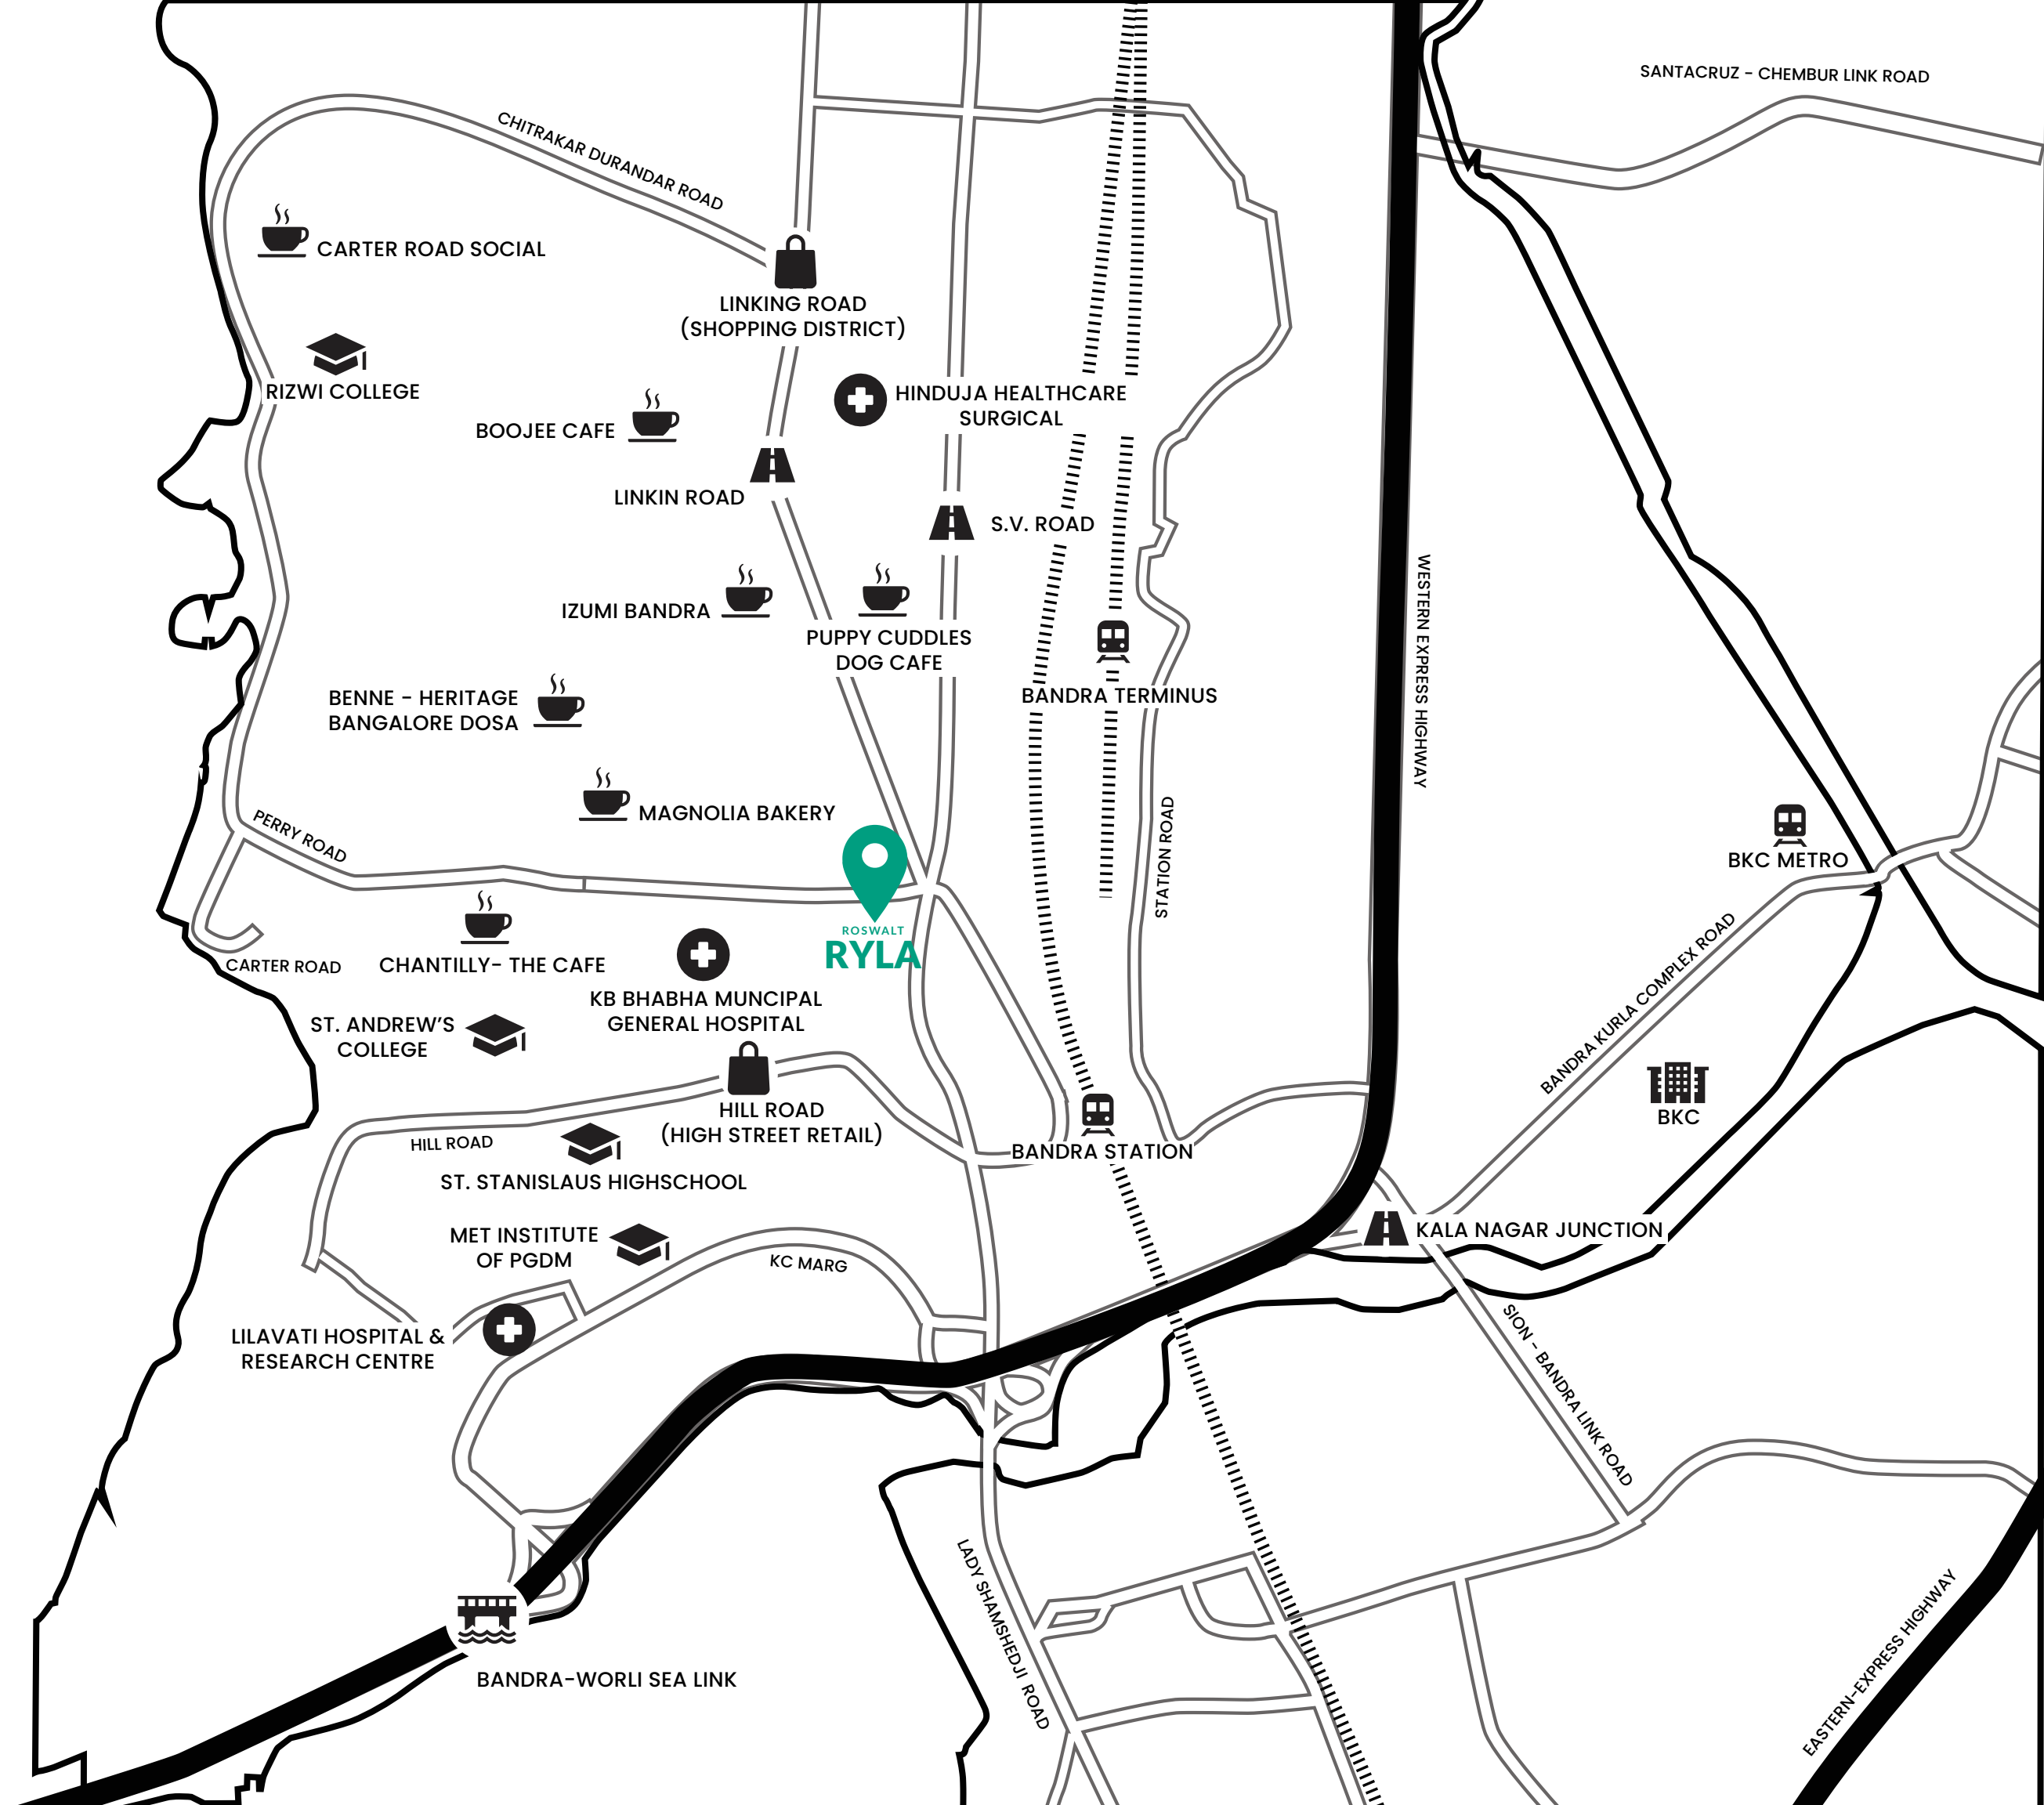 SANTACRUZ - CHEMBUR LINK ROAD
CHITRAKAR DURANDAR ROAD
CARTER ROAD SOCIAL
LINKING ROAD
(SHOPPING DISTRICT)
RIZWI COLLEGE
HINDUJA HEALTHCARE
SURGICAL
BOOJEE CAFE
LINKIN ROAD
S.V. ROAD
WESTERN EXPRESS HIGHWAY
IZUMI BANDRA
PUPPY CUDDLES
DOG CAFE
BANDRA TERMINUS
BENNE - HERITAGE
BANGALORE DOSA
MAGNOLIA BAKERY
PERRY ROAD
STATION ROAD
BKC METRO
ROSWALT
RYLA
CARTER ROAD
CHANTILLY- THE CAFE
KB BHABHA MUNCIPAL
GENERAL HOSPITAL
ST. ANDREW'S
COLLEGE
BANDRA KURLA COMPLEX ROAD
BKC
HILL ROAD
(HIGH STREET RETAIL)
HILL ROAD
BANDRA STATION
ST. STANISLAUS HIGHSCHOOL
MET INSTITUTE
OF PGDM
KC MARG
KALA NAGAR JUNCTION
LILAVATI HOSPITAL &
RESEARCH CENTRE
SION - BANDRA LINK ROAD
LADY SHAMSHEDJI ROAD
BANDRA-WORLI SEA LINK
EASTERN-EXPRESS HIGHWAY